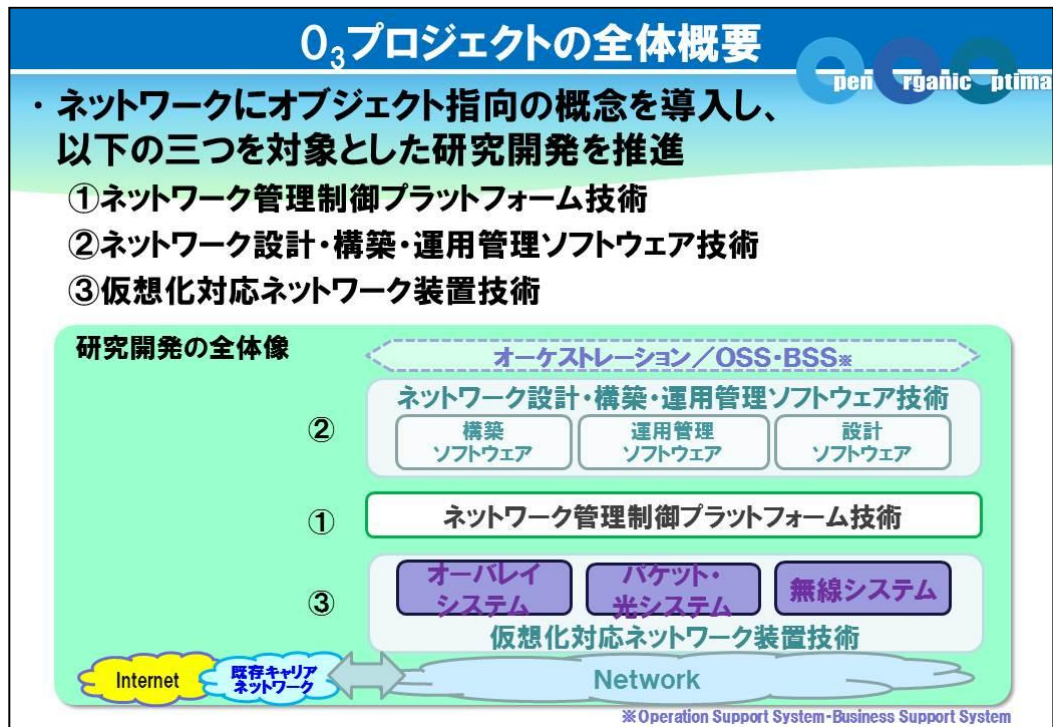 O₃プロジェクトの全体概要
pen rganic ptima
・ネットワークにオブジェクト指向の概念を導入し、
以下の三つを対象とした研究開発を推進
①ネットワーク管理制御プラットフォーム技術
②ネットワーク設計・構築・運用管理ソフトウェア技術
③仮想化対応ネットワーク装置技術
研究開発の全体像
オーケストレーション／OSS・BSS※
ネットワーク設計・構築・運用管理ソフトウェア技術
②
構築
ソフトウェア
運用管理
ソフトウェア
設計
ソフトウェア
①
ネットワーク管理制御プラットフォーム技術
③
オーバレイ
システム
パケット・
光システム
無線システム
仮想化対応ネットワーク装置技術
Internet
既存キャリア
ネットワーク
Network
※Operation Support System・Business Support System